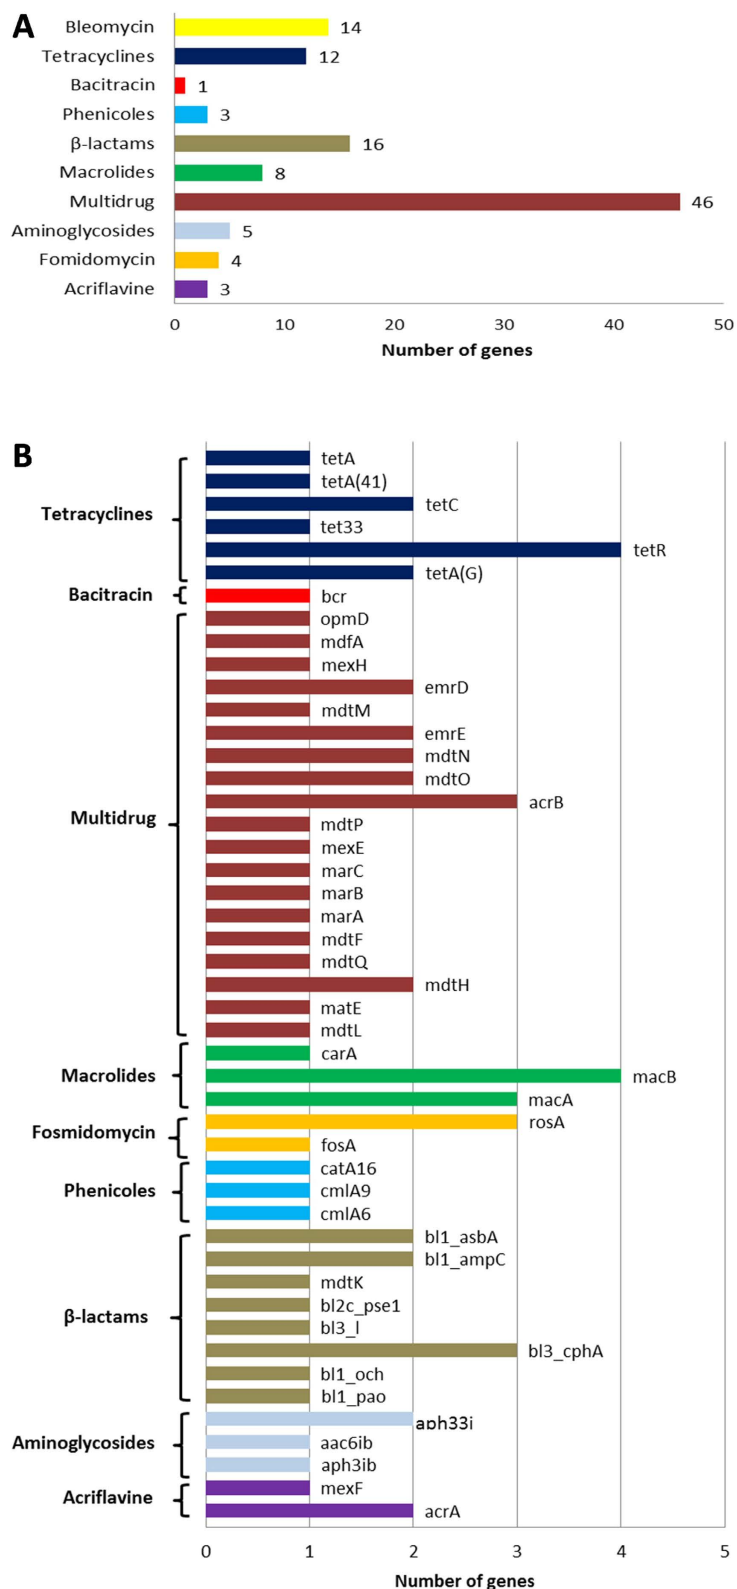 A
Bleomycin 14
Tetracyclines 12
Bacitracin 1
Phenicoles 3
β-lactams 16
Macrolides 8
Multidrug 46
Aminoglycosides 5
Fomidomycin 4
Acriflavine 3
0 10 20 30 40 50
Number of genes
B
Tetracyclines
tetA
tetA(41)
tetC
tet33
tetR
tetA(G)
Bacitracin
bcr
Multidrug
opmD
mdfA
mexH
emrD
mdtM
emrE
mdtN
mdtO
acrB
mdtP
mexE
marC
marB
marA
mdtF
mdtQ
mdtH
matE
mdtL
Macrolides
carA
macB
macA
Fosmidomycin
rosA
fosA
Phenicoles
catA16
cmlA9
cmlA6
β-lactams
bl1_asbA
bl1_ampC
mdtK
bl2c_pse1
bl3_l
bl3_cphA
bl1_och
bl1_pao
Aminoglycosides
aph33i
aac6ib
aph3ib
Acriflavine
mexF
acrA
0 1 2 3 4 5
Number of genes